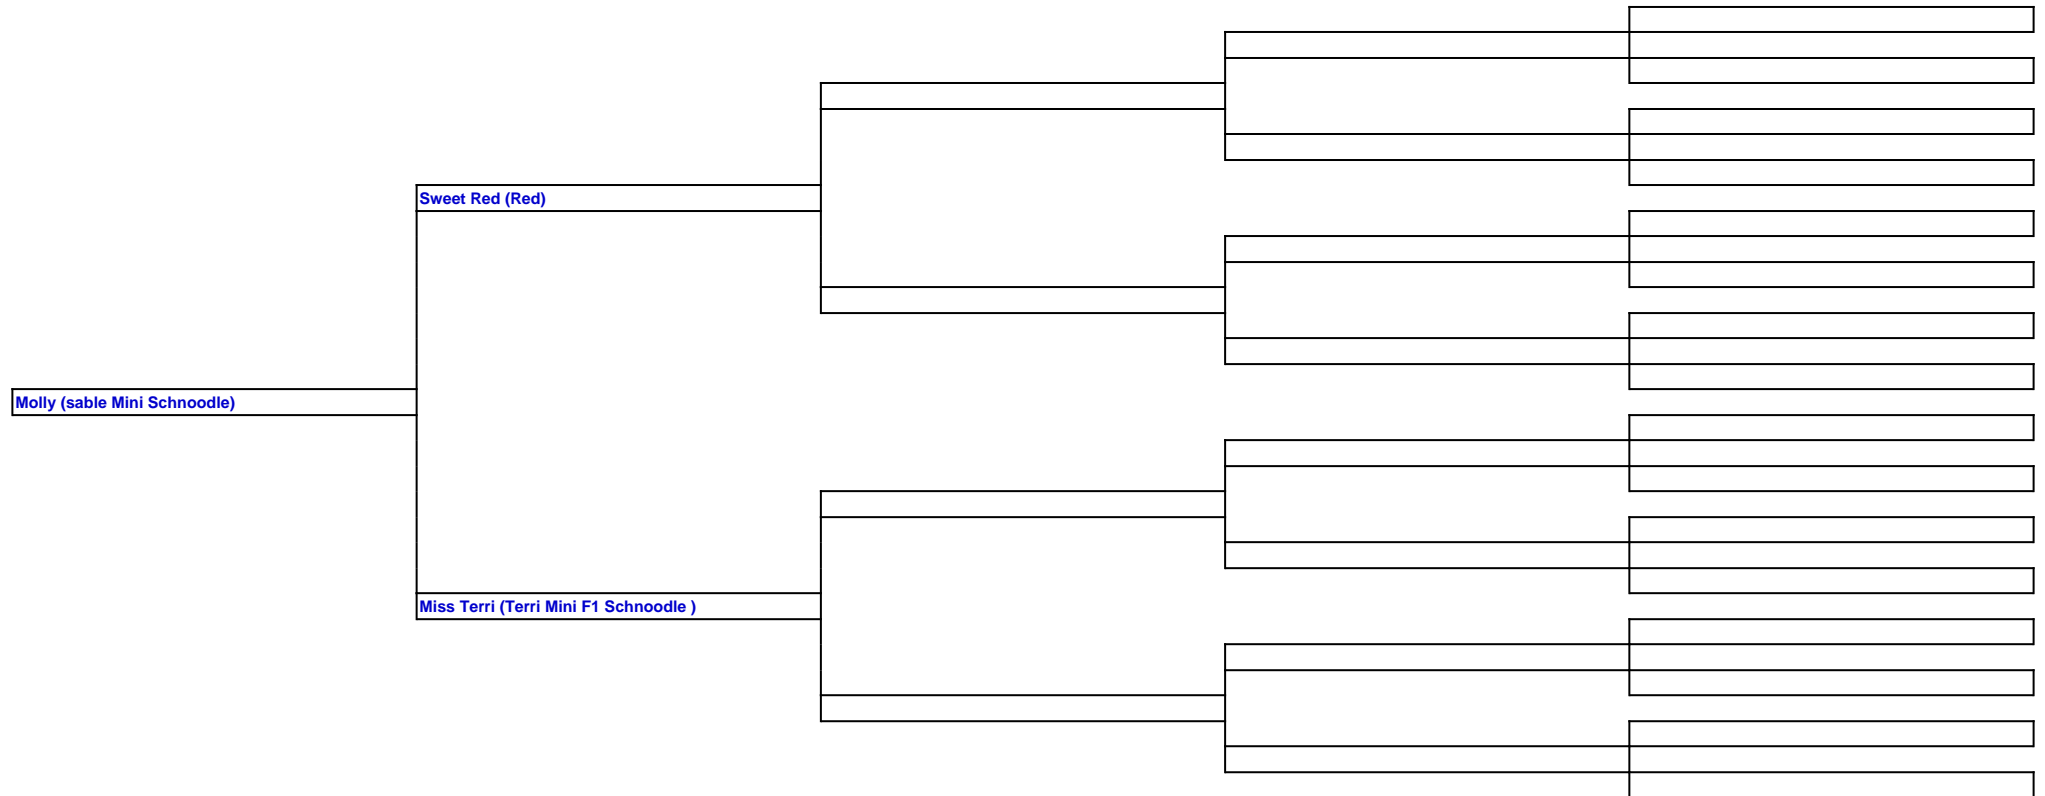 Sweet Red (Red)
Molly (sable Mini Schnoodle)
Miss Terri (Terri Mini F1 Schnoodle )